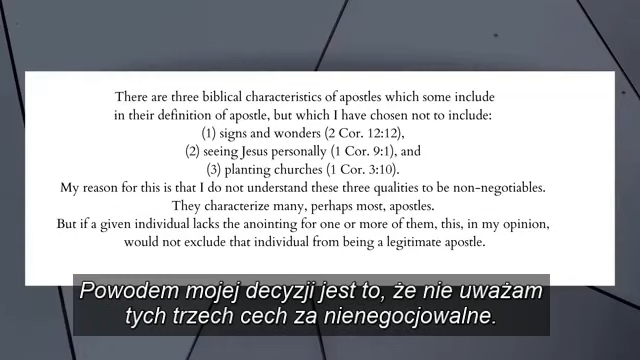 There are three biblical characteristics of apostles which some include
in their definition of apostle, but which I have chosen not to include:
(1) signs and wonders (2 Cor. 12:12),
(2) seeing Jesus personally (1 Cor. 9:1), and
(3) planting churches (1 Cor. 3:10).
My reason for this is that I do not understand these three qualities to be non-negotiables.
They characterize many, perhaps most, apostles.
But if a given individual lacks the anointing for one or more of them, this, in my opinion,
would not exclude that individual from being a legitimate apostle.
Powodem mojej decyzji jest to, że nie uważam
tych trzech cech za nienegocjowalne.